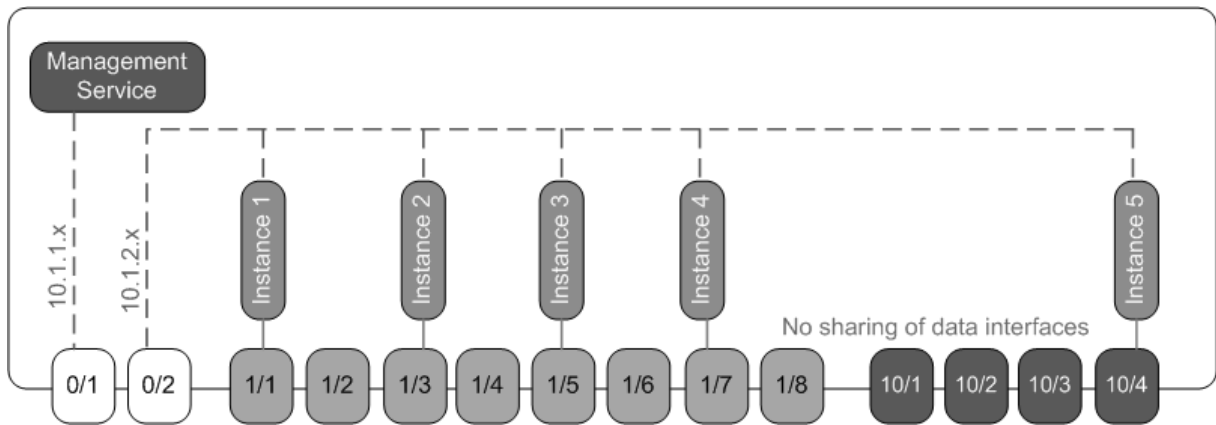 Management
Service
10.1.1.x
10.1.2.x
Instance 1
Instance 2
Instance 3
Instance 4
Instance 5
No sharing of data interfaces
0/1
0/2
1/1
1/2
1/3
1/4
1/5
1/6
1/7
1/8
10/1
10/2
10/3
10/4